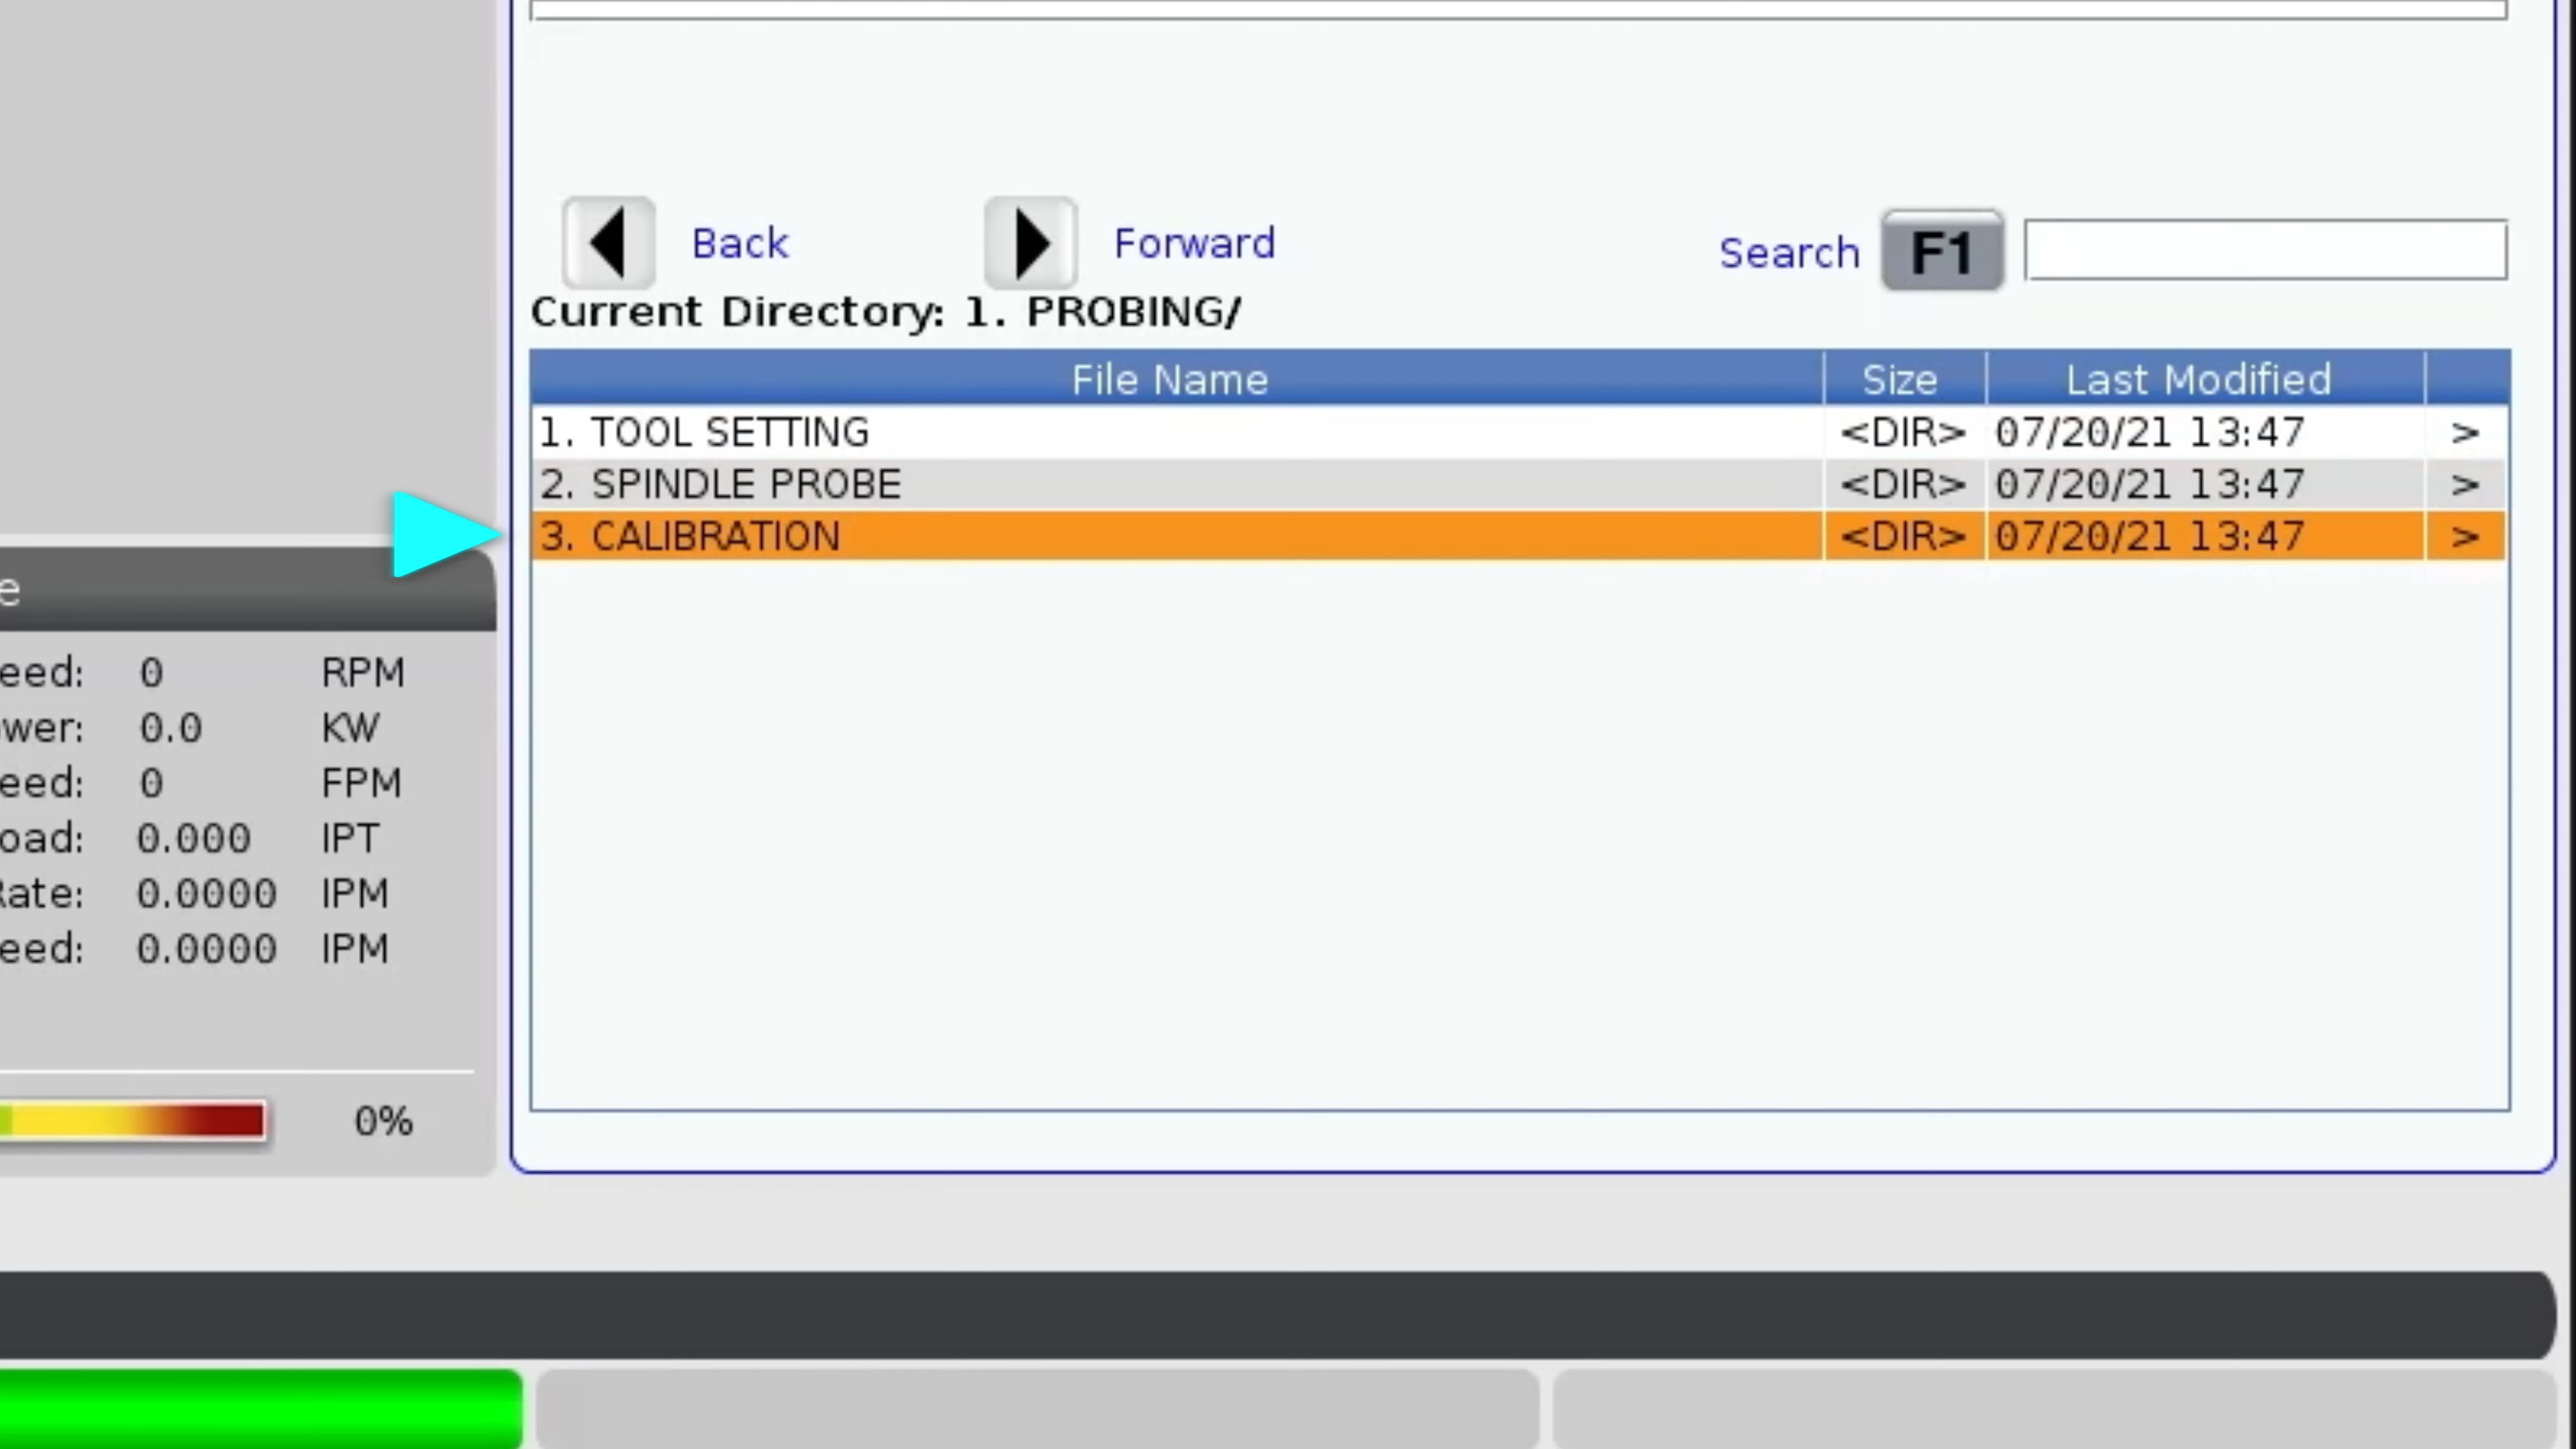 Back
Forward
Search F1
Current Directory: 1. PROBING/
File Name Size Last Modified
1. TOOL SETTING <DIR> 07/20/21 13:47 >
2. SPINDLE PROBE <DIR> 07/20/21 13:47 >
3. CALIBRATION <DIR> 07/20/21 13:47 >
e
eed: 0 RPM
wer: 0.0 KW
eed: 0 FPM
oad: 0.000 IPT
Rate: 0.0000 IPM
eed: 0.0000 IPM
0%